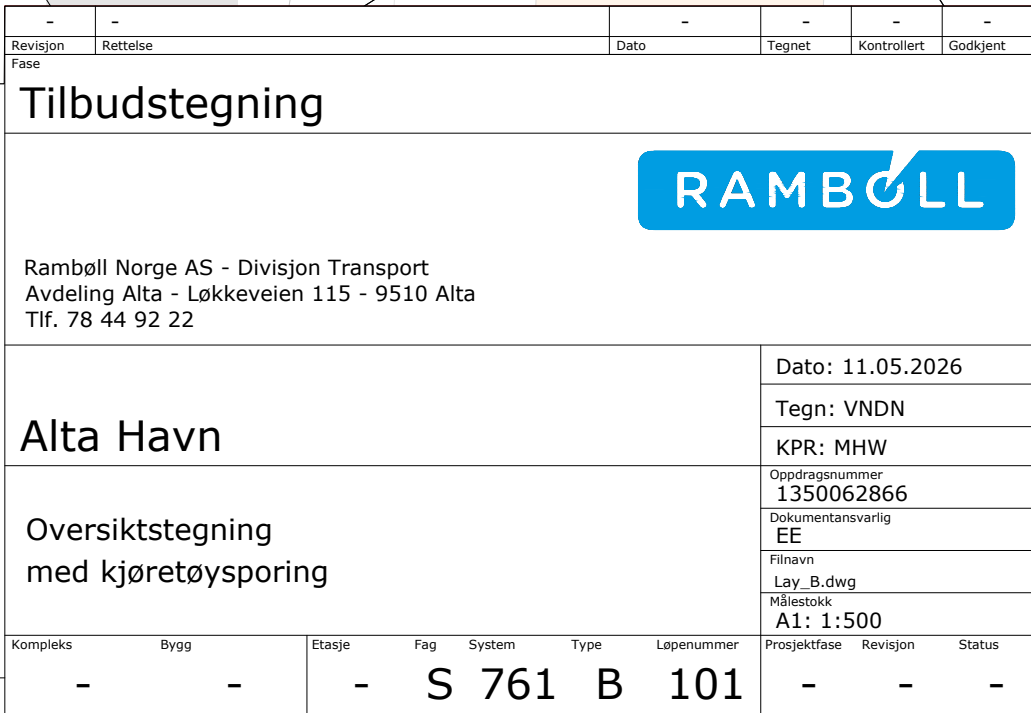 - - - - - -
Revisjon Rettelse Dato Tegnet Kontrollert Godkjent
Fase
Tilbudstegning
RAMBØLL
Rambøll Norge AS - Divisjon Transport
Avdeling Alta - Løkkeveien 115 - 9510 Alta
Tlf. 78 44 92 22
Alta Havn
Dato: 11.05.2026
Tegn: VNDN
KPR: MHW
Oversiktstegning
med kjøretøysporing
Oppdragsnummer
1350062866
Dokumentansvarlig
EE
Filnavn
Lay_B.dwg
Målestokk
A1: 1:500
Kompleks Bygg Etasje Fag System Type Løpenummer Prosjektfase Revisjon Status
- - - S 761 B 101 - - -